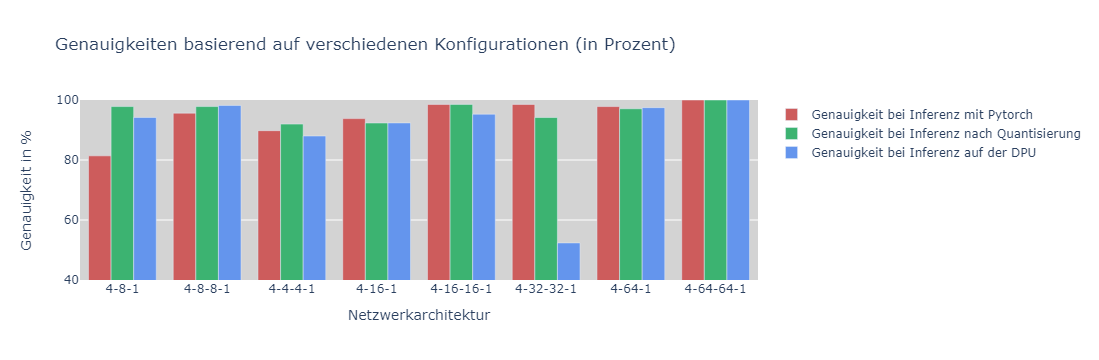 Genauigkeiten basierend auf verschiedenen Konfigurationen (in Prozent)
Genauigkeit in %
100
80
60
40
4-8-1
4-8-8-1
4-4-4-1
4-16-1
4-16-16-1
4-32-32-1
4-64-1
4-64-64-1
Netzwerkarchitektur
Genauigkeit bei Inferenz mit Pytorch
Genauigkeit bei Inferenz nach Quantisierung
Genauigkeit bei Inferenz auf der DPU